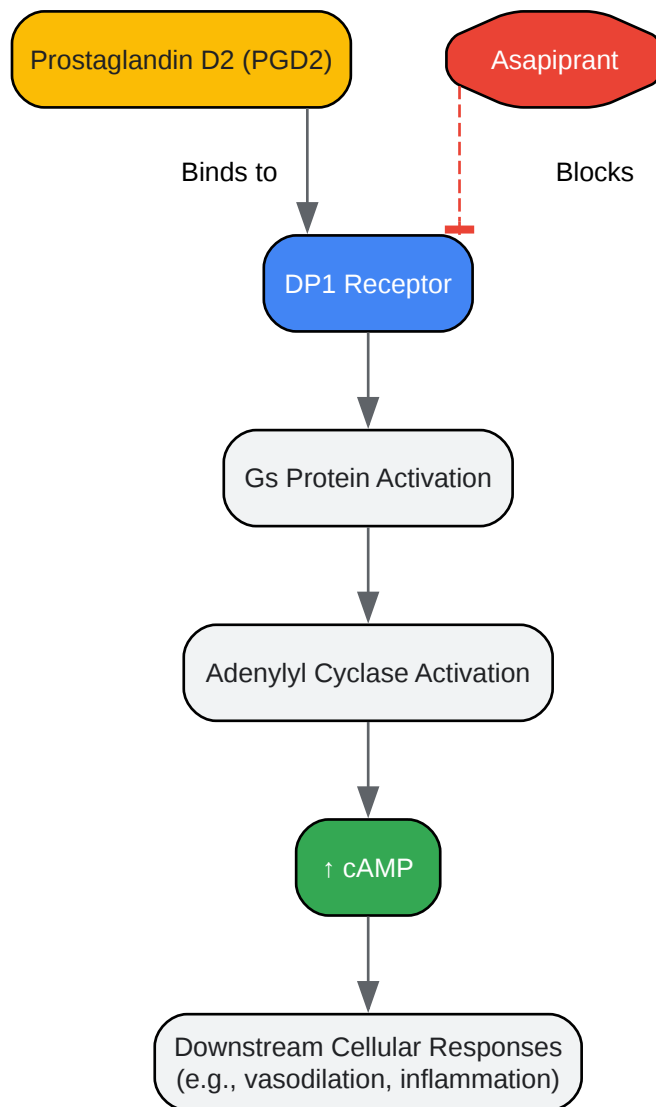 Prostaglandin D2 (PGD2)
Asapiprant
Binds to
Blocks
DP1 Receptor
Gs Protein Activation
Adenylyl Cyclase Activation
↑ cAMP
Downstream Cellular Responses
(e.g., vasodilation, inflammation)